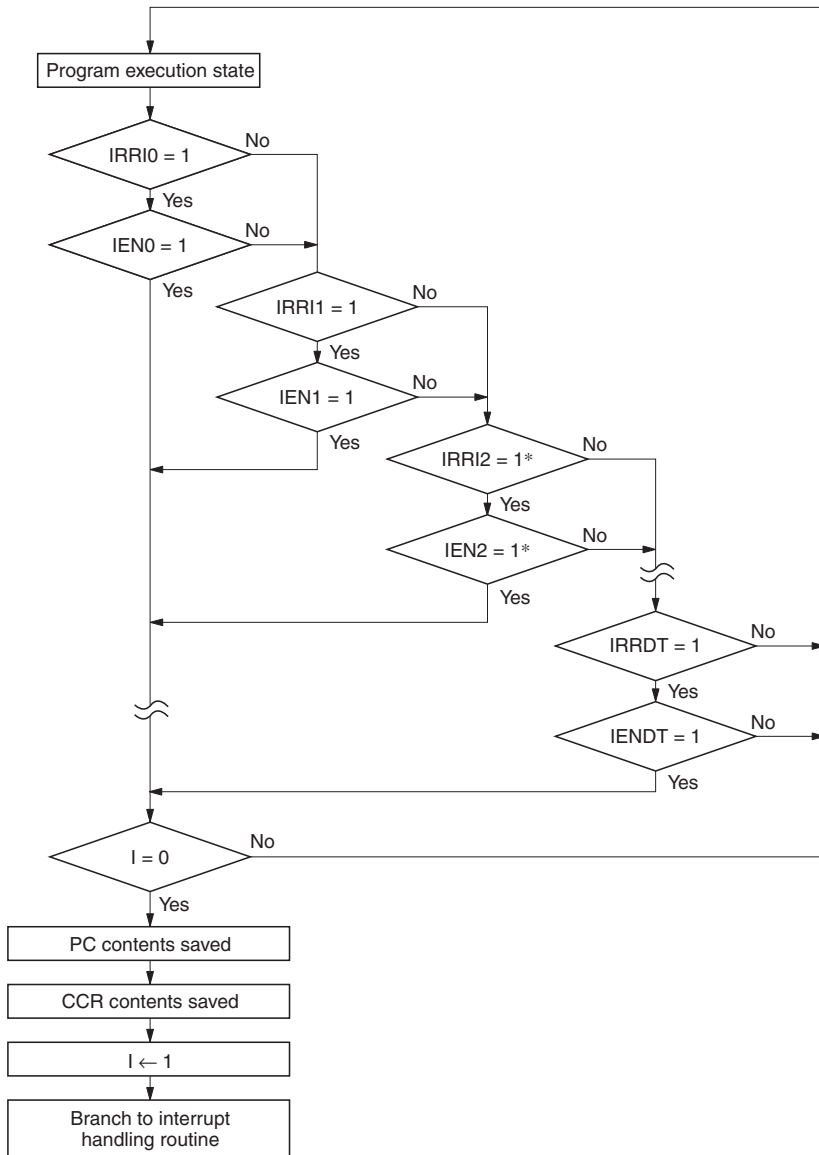 Program execution state
IRRI0 = 1
No
Yes
IEN0 = 1
No
Yes
IRRI1 = 1
No
Yes
IEN1 = 1
No
Yes
IRRI2 = 1*
No
Yes
IEN2 = 1*
No
Yes
IRRDT = 1
No
Yes
IENDT = 1
No
Yes
I = 0
No
Yes
PC contents saved
CCR contents saved
I ← 1
Branch to interrupt
handling routine